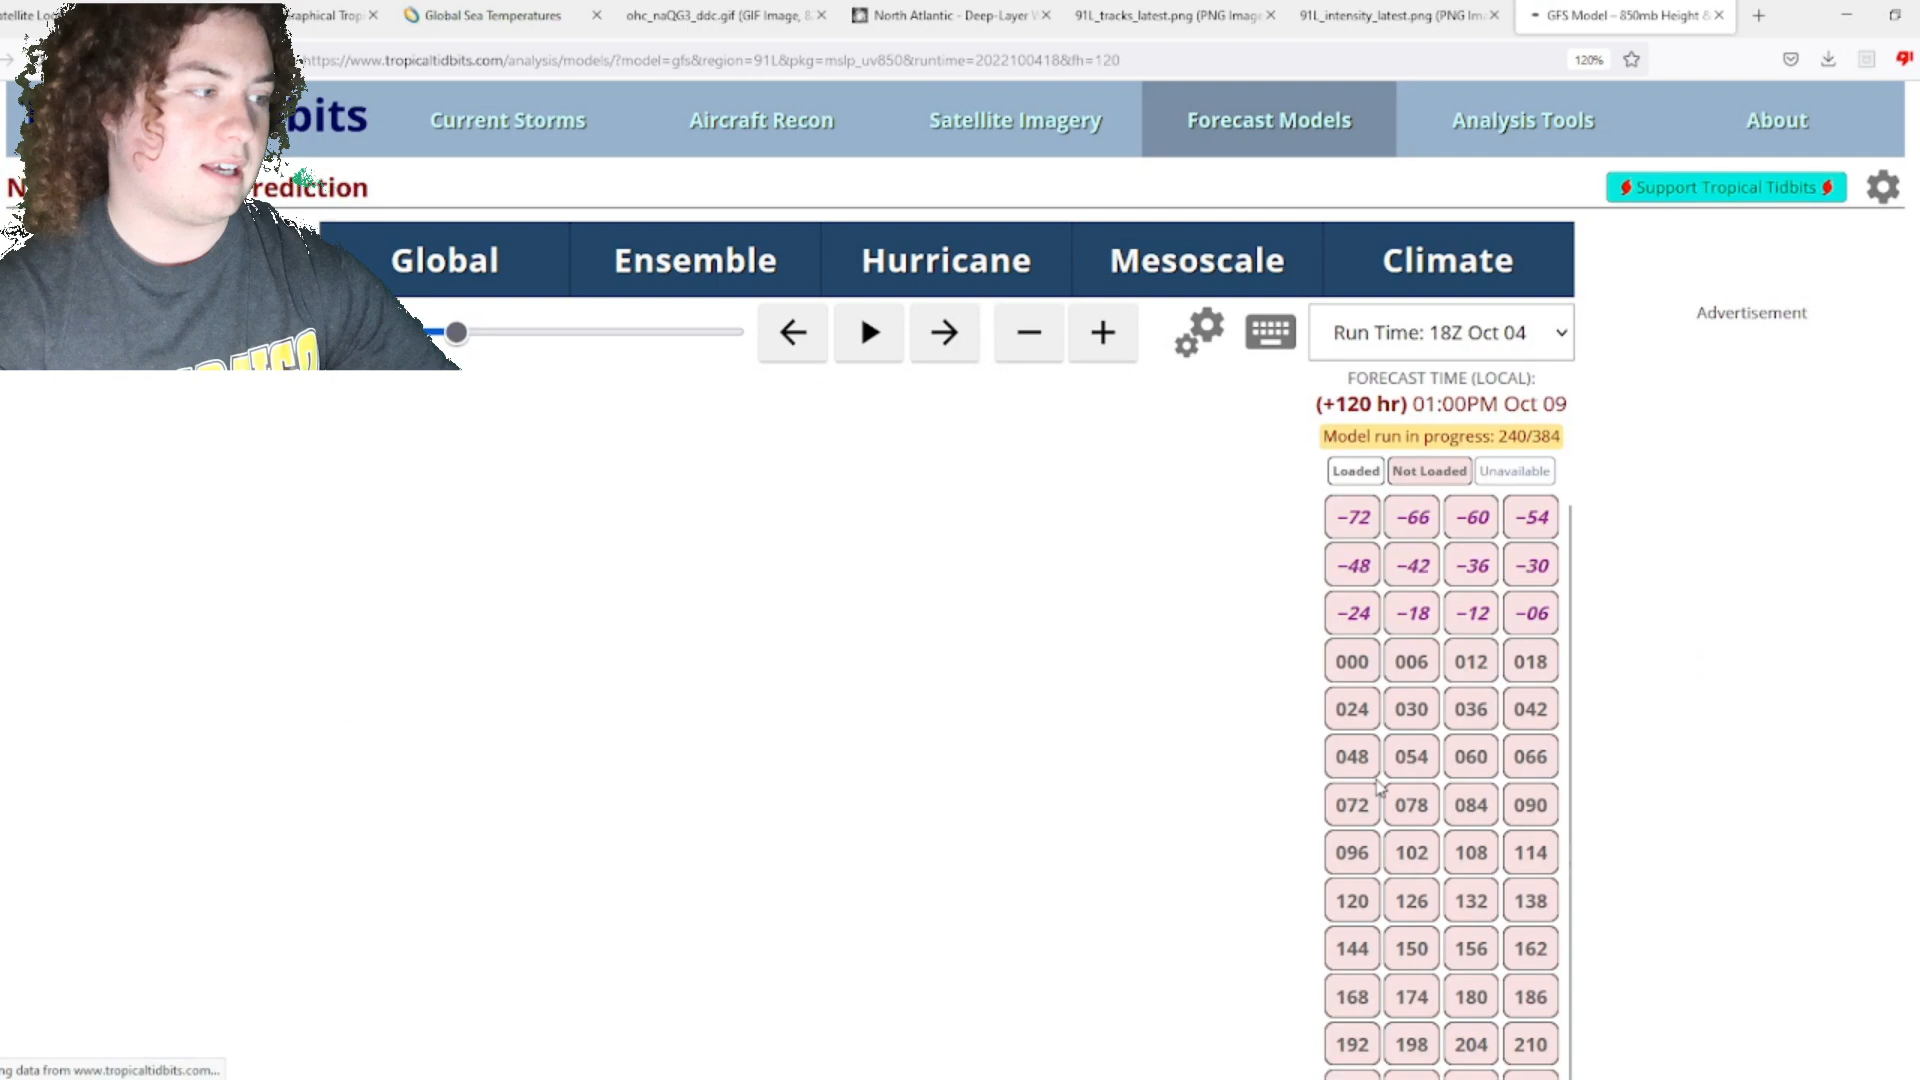 raphical Trop
Global Sea Temperatures
ohc_naQG3_ddc.gif (GIF Image, 8
North Atlantic - Deep-Layer W
91L_tracks_latest.png (PNG Image
91L_intensity_latest.png (PNG Im
GFS Model – 850mb Height &
https://www.tropicaltidbits.com/analysis/models/?model=gfs&region=91L&pkg=mslp_uv850&runtime=2022100418&fh=120
120%
bits
Current Storms
Aircraft Recon
Satellite Imagery
Forecast Models
Analysis Tools
About
N
rediction
Support Tropical Tidbits
Global
Ensemble
Hurricane
Mesoscale
Climate
Run Time: 18Z Oct 04
Advertisement
FORECAST TIME (LOCAL):
(+120 hr) 01:00PM Oct 09
Model run in progress: 240/384
Loaded Not Loaded Unavailable
−72 −66 −60 −54
−48 −42 −36 −30
−24 −18 −12 −06
000 006 012 018
024 030 036 042
048 054 060 066
072 078 084 090
096 102 108 114
120 126 132 138
144 150 156 162
168 174 180 186
192 198 204 210
ng data from www.tropicaltidbits.com...